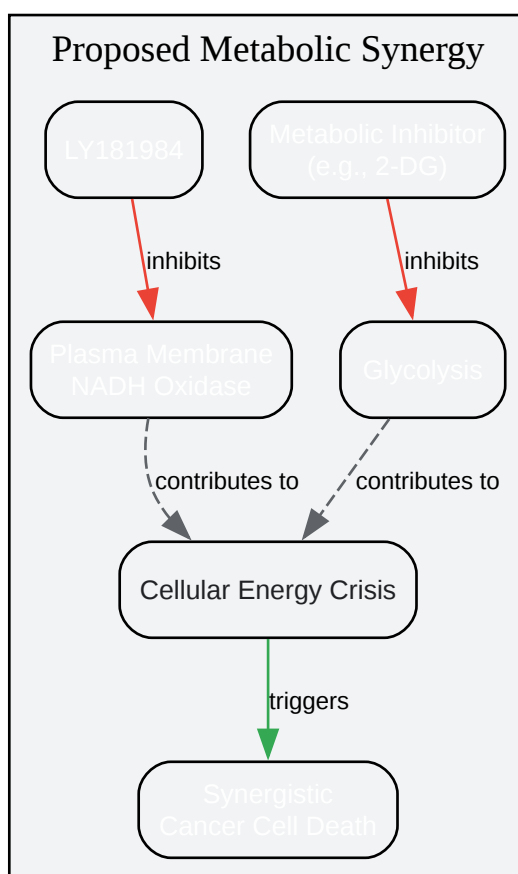 Proposed Metabolic Synergy
LY181984
Metabolic Inhibitor
(e.g., 2-DG)
inhibits
inhibits
Plasma Membrane
NADH Oxidase
Glycolysis
contributes to
contributes to
Cellular Energy Crisis
triggers
Synergistic
Cancer Cell Death